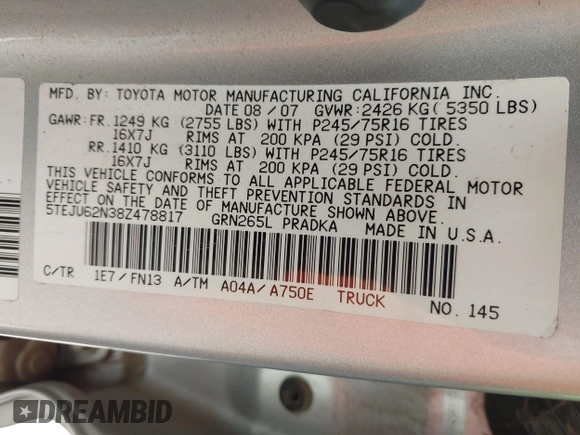 MFD. BY: TOYOTA MOTOR MANUFACTURING CALIFORNIA INC.
DATE 08/07 GVWR:2426 KG( 5350 LBS)
GAWR:FR.1249 KG (2755 LBS) WITH P245/75R16 TIRES
16X7J RIMS AT 200 KPA (29 PSI) COLD.
RR.1410 KG (3110 LBS) WITH P245/75R16 TIRES
16X7J RIMS AT 200 KPA (29 PSI) COLD.
THIS VEHICLE CONFORMS TO ALL APPLICABLE FEDERAL MOTOR
VEHICLE SAFETY AND THEFT PREVENTION STANDARDS IN
EFFECT ON THE DATE OF MANUFACTURE SHOWN ABOVE.
5TEJU62N38Z478817 GRN265L PRADKA MADE IN U.S.A.
C/TR 1E7/FN13 A/TM A04A/A750E TRUCK
NO. 145
DREAMBID